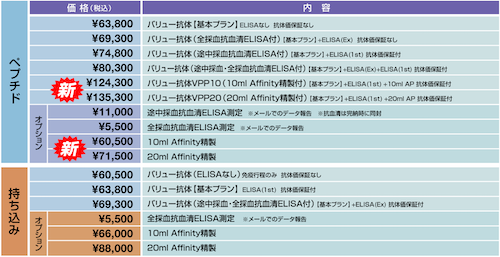 価 格（税込） 内 容
ペプチド
¥63,800 バリュー抗体【基本プラン】ELISAなし 抗体価保証なし
¥69,300 バリュー抗体（全採血抗血清ELISA付）［基本プラン］+ELISA(Ex) 抗体価保証なし
¥74,800 バリュー抗体（途中採血抗血清ELISA付）［基本プラン］+ELISA(1st) 抗体価保証付
¥80,300 バリュー抗体（途中採血・全採血抗血清ELISA付）［基本プラン］+ELISA(Ex)+ELISA(1st) 抗体価保証付
新 ¥124,300 バリュー抗体VPP10（10ml Affinity精製付）［基本プラン］+ELISA(1st) +10ml AP 抗体価保証付
¥135,300 バリュー抗体VPP20（20ml Affinity精製付）［基本プラン］+ELISA(1st) +20ml AP 抗体価保証付
オプション
¥11,000 途中採血抗血清ELISA測定 ※メールでのデータ報告 ※抗血清は完納時に同封
¥5,500 全採血抗血清ELISA測定 ※メールでのデータ報告
新 ¥60,500 10ml Affinity精製
¥71,500 20ml Affinity精製
持ち込み
¥60,500 バリュー抗体（ELISAなし）免疫行程のみ 抗体価保証なし
¥63,800 バリュー抗体【基本プラン】ELISA(1st) 抗体価保証付
¥69,300 バリュー抗体（途中採血・全採血抗血清ELISA付）［基本プラン］+ELISA(Ex) 抗体価保証付
オプション
¥5,500 全採血抗血清ELISA測定 ※メールでのデータ報告
¥66,000 10ml Affinity精製
¥88,000 20ml Affinity精製